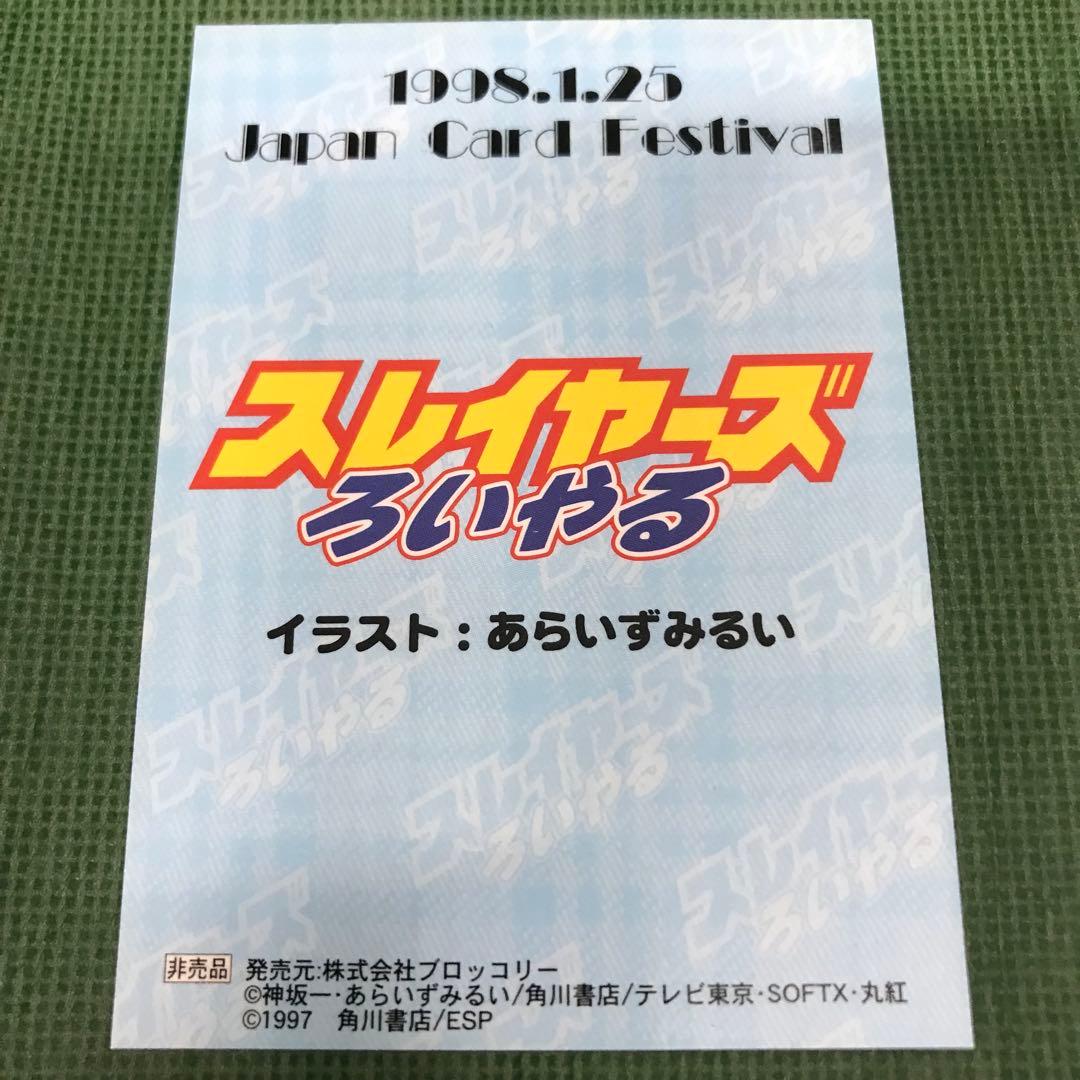 1998.1.25
Japan Card Festival
スレイヤーズ
ろいやる
イラスト：あらいずみるい
非売品 発売元:株式会社ブロッコリー
©神坂一・あらいずみるい/角川書店/テレビ東京・SOFTX・丸紅
©1997 角川書店/ESP